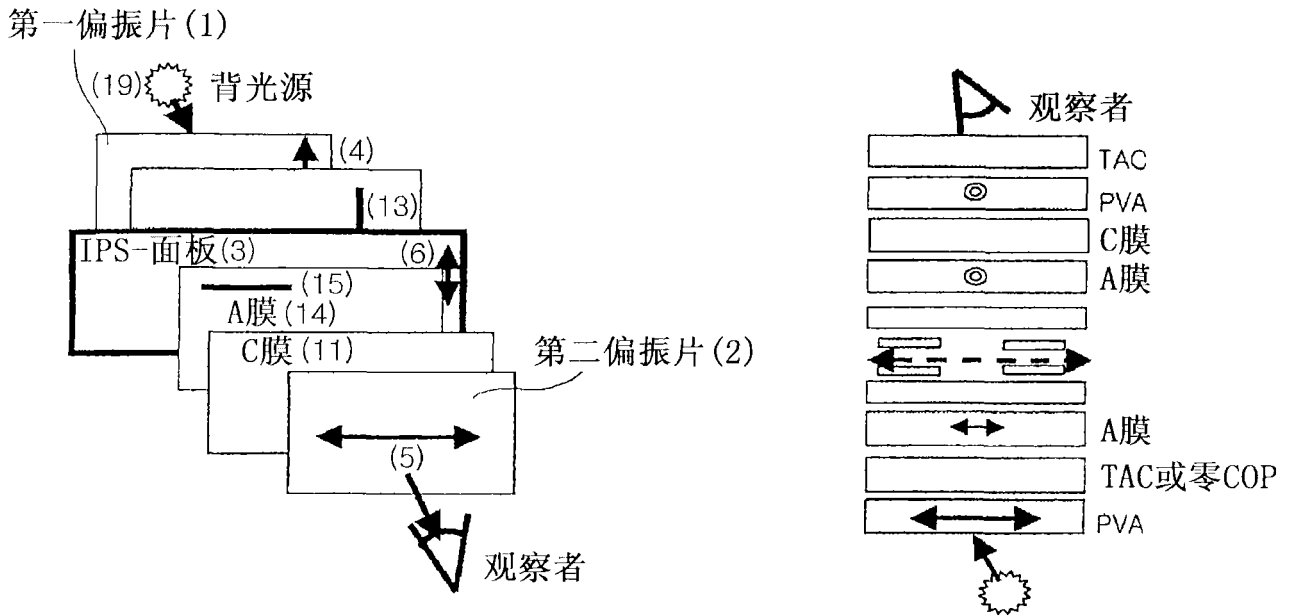 第一偏振片(1)
(19) 背光源
(4)
(13)
IPS-面板(3) (6)
(15)
A膜(14)
C膜(11)
第二偏振片(2)
(5)
观察者
观察者
TAC
PVA
C膜
A膜
A膜
TAC或零COP
PVA